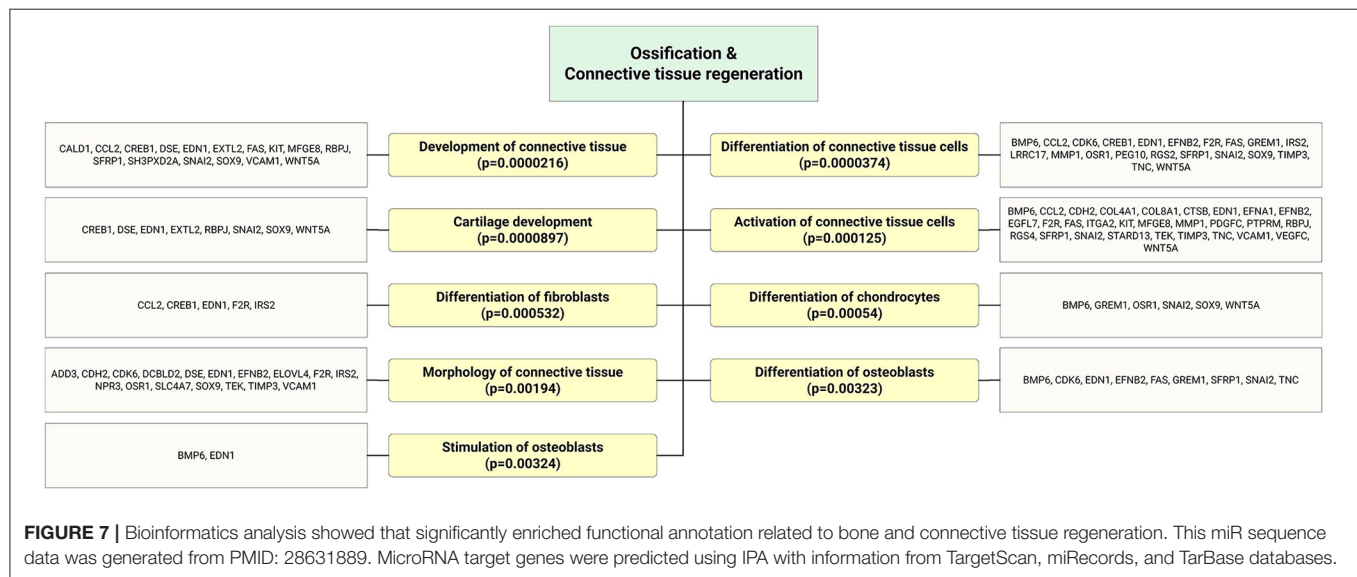 Ossification &
Connective tissue regeneration
CALD1, CCL2, CREB1, DSE, EDN1, EXTL2, FAS, KIT, MFGE8, RBPJ,
SFRP1, SH3PXD2A, SNAI2, SOX9, VCAM1, WNT5A
Development of connective tissue
(p=0.0000216)
Differentiation of connective tissue cells
(p=0.0000374)
BMP6, CCL2, CDK6, CREB1, EDN1, EFNB2, F2R, FAS, GREM1, IRS2,
LRRC17, MMP1, OSR1, PEG10, RGS2, SFRP1, SNAI2, SOX9, TIMP3,
TNC, WNT5A
CREB1, DSE, EDN1, EXTL2, RBPJ, SNAI2, SOX9, WNT5A
Cartilage development
(p=0.0000897)
Activation of connective tissue cells
(p=0.000125)
BMP6, CCL2, CDH2, COL4A1, COL8A1, CTSB, EDN1, EFNA1, EFNB2,
EGFL7, F2R, FAS, ITGA2, KIT, MFGE8, MMP1, PDGFC, PTPRM, RBPJ,
RGS4, SFRP1, SNAI2, STARD13, TEK, TIMP3, TNC, VCAM1, VEGFC,
WNT5A
CCL2, CREB1, EDN1, F2R, IRS2
Differentiation of fibroblasts
(p=0.000532)
Differentiation of chondrocytes
(p=0.00054)
BMP6, GREM1, OSR1, SNAI2, SOX9, WNT5A
ADD3, CDH2, CDK6, DCBLD2, DSE, EDN1, EFNB2, ELOVL4, F2R, IRS2,
NPR3, OSR1, SLC4A7, SOX9, TEK, TIMP3, VCAM1
Morphology of connective tissue
(p=0.00194)
Differentiation of osteoblasts
(p=0.00323)
BMP6, CDK6, EDN1, EFNB2, FAS, GREM1, SFRP1, SNAI2, TNC
BMP6, EDN1
Stimulation of osteoblasts
(p=0.00324)
FIGURE 7 | Bioinformatics analysis showed that significantly enriched functional annotation related to bone and connective tissue regeneration. This miR sequence
data was generated from PMID: 28631889. MicroRNA target genes were predicted using IPA with information from TargetScan, miRecords, and TarBase databases.